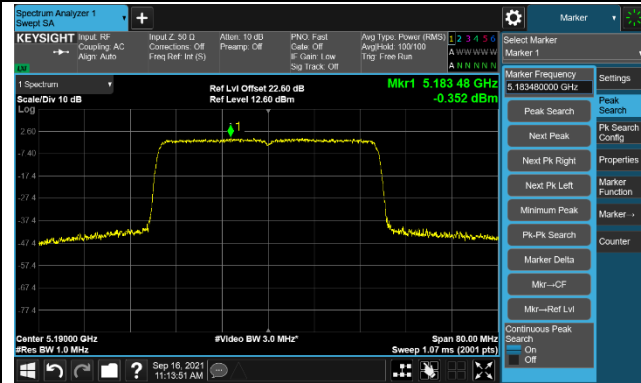 Spectrum Analyzer 1
Swept SA
Marker
KEYSIGHT
Input: RF
Coupling: AC
Align: Auto
Input Z: 50 Ω
Corrections: Off
Freq Ref: Int (S)
Atten: 10 dB
Preamp: Off
PNO: Fast
Gate: Off
IF Gain: Low
Sig Track: Off
Avg Type: Power (RMS)
Avg|Hold: 100/100
Trig: Free Run
1 2 3 4 5 6
A W W W W W
A N N N N N
LXI
Select Marker
Marker 1
1 Spectrum
Scale/Div 10 dB
Log
Ref Lvl Offset 22.60 dB
Ref Level 12.60 dBm
Mkr1 5.183 48 GHz
-0.352 dBm
1
2.60
-7.40
-17.4
-27.4
-37.4
-47.4
-57.4
-67.4
-77.4
Center 5.19000 GHz
#Res BW 1.0 MHz
#Video BW 3.0 MHz*
Span 80.00 MHz
Sweep 1.07 ms (2001 pts)
Marker Frequency
5.183480000 GHz
Peak Search
Next Peak
Next Pk Right
Next Pk Left
Minimum Peak
Pk-Pk Search
Marker Delta
Mkr→CF
Mkr→Ref Lvl
Continuous Peak
Search
On
Off
Settings
Peak
Search
Pk Search
Config
Properties
Marker
Function
Marker→
Counter
?
Sep 16, 2021
11:13:51 AM